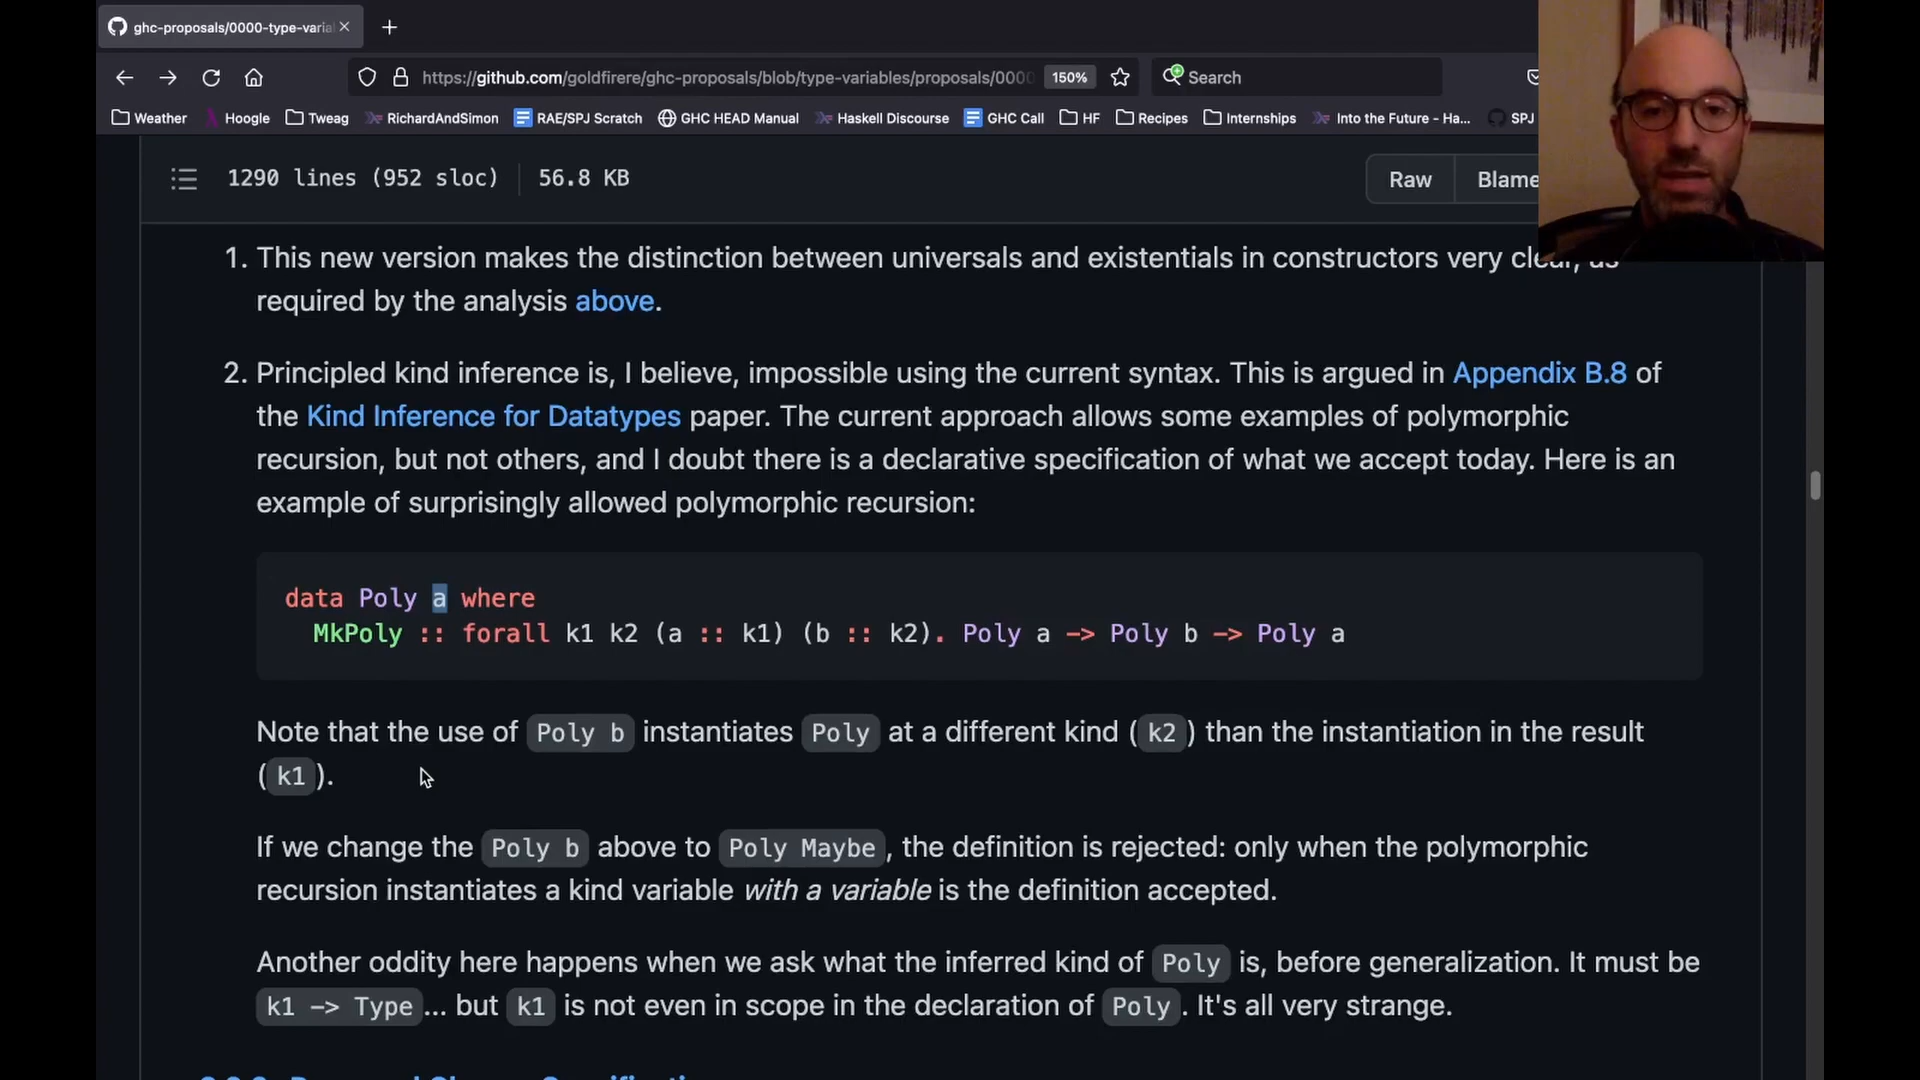 ghc-proposals/0000-type-varia
https://github.com/goldfirere/ghc-proposals/blob/type-variables/proposals/0000
150%
Search
Weather
Hoogle
Tweag
RichardAndSimon
RAE/SPJ Scratch
GHC HEAD Manual
Haskell Discourse
GHC Call
HF
Recipes
Internships
Into the Future - Ha...
SPJ
1290 lines (952 sloc)
56.8 KB
Raw
Blame
1. This new version makes the distinction between universals and existentials in constructors very clear, as
required by the analysis above.
2. Principled kind inference is, I believe, impossible using the current syntax. This is argued in Appendix B.8 of
the Kind Inference for Datatypes paper. The current approach allows some examples of polymorphic
recursion, but not others, and I doubt there is a declarative specification of what we accept today. Here is an
example of surprisingly allowed polymorphic recursion:
data Poly a where
MkPoly :: forall k1 k2 (a :: k1) (b :: k2). Poly a -> Poly b -> Poly a
Note that the use of Poly b instantiates Poly at a different kind (k2) than the instantiation in the result
(k1).
If we change the Poly b above to Poly Maybe, the definition is rejected: only when the polymorphic
recursion instantiates a kind variable with a variable is the definition accepted.
Another oddity here happens when we ask what the inferred kind of Poly is, before generalization. It must be
k1 -> Type... but k1 is not even in scope in the declaration of Poly. It's all very strange.